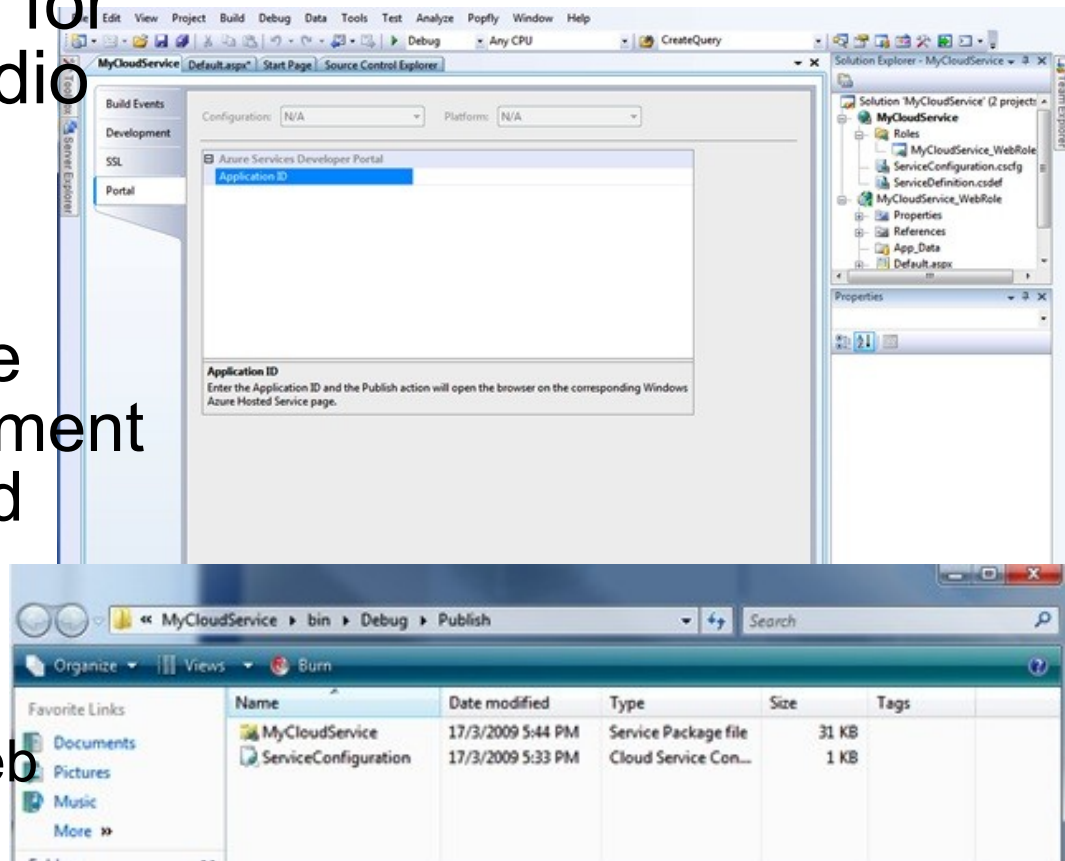 for
Edit View Project Build Debug Data Tools Test Analyze Popfly Window Help
Debug Any CPU CreateQuery
dio
MyCloudService Default.aspx* Start Page Source Control Explorer
Toolbox
Server Explorer
Build Events
Development
SSL
Portal
Configuration: N/A Platform: N/A
Azure Services Developer Portal
Application ID
Application ID
Enter the Application ID and the Publish action will open the browser on the corresponding Windows
Azure Hosted Service page.
Solution Explorer - MyCloudService
Team Explorer
Solution 'MyCloudService' (2 projects
MyCloudService
Roles
MyCloudService_WebRole
ServiceConfiguration.cscfg
ServiceDefinition.csdef
MyCloudService_WebRole
Properties
References
App_Data
Default.aspx
Properties
e
ment
d
« MyCloudService bin Debug Publish Search
Organize Views Burn
Favorite Links
Documents
Pictures
Music
More »
eb
Name Date modified Type Size Tags
MyCloudService 17/3/2009 5:44 PM Service Package file 31 KB
ServiceConfiguration 17/3/2009 5:33 PM Cloud Service Con... 1 KB